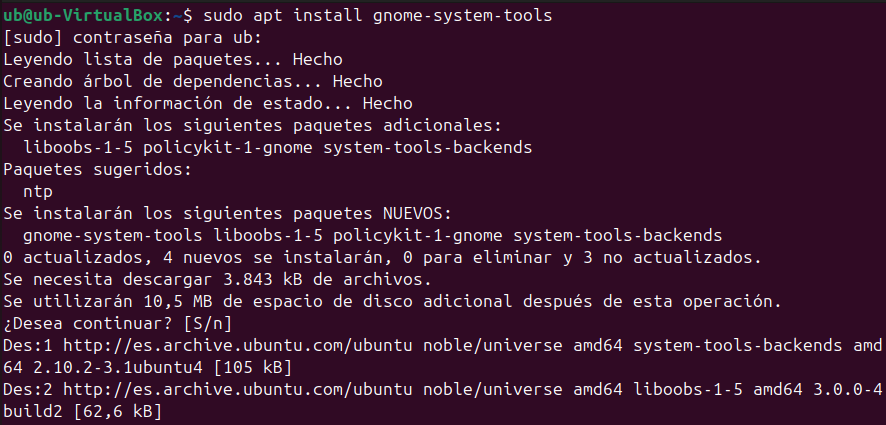 ub@ub-VirtualBox:~$ sudo apt install gnome-system-tools
[sudo] contraseña para ub:
Leyendo lista de paquetes... Hecho
Creando árbol de dependencias... Hecho
Leyendo la información de estado... Hecho
Se instalarán los siguientes paquetes adicionales:
  liboobs-1-5 policykit-1-gnome system-tools-backends
Paquetes sugeridos:
  ntp
Se instalarán los siguientes paquetes NUEVOS:
  gnome-system-tools liboobs-1-5 policykit-1-gnome system-tools-backends
0 actualizados, 4 nuevos se instalarán, 0 para eliminar y 3 no actualizados.
Se necesita descargar 3.843 kB de archivos.
Se utilizarán 10,5 MB de espacio de disco adicional después de esta operación.
¿Desea continuar? [S/n]
Des:1 http://es.archive.ubuntu.com/ubuntu noble/universe amd64 system-tools-backends amd
64 2.10.2-3.1ubuntu4 [105 kB]
Des:2 http://es.archive.ubuntu.com/ubuntu noble/universe amd64 liboobs-1-5 amd64 3.0.0-4
build2 [62,6 kB]